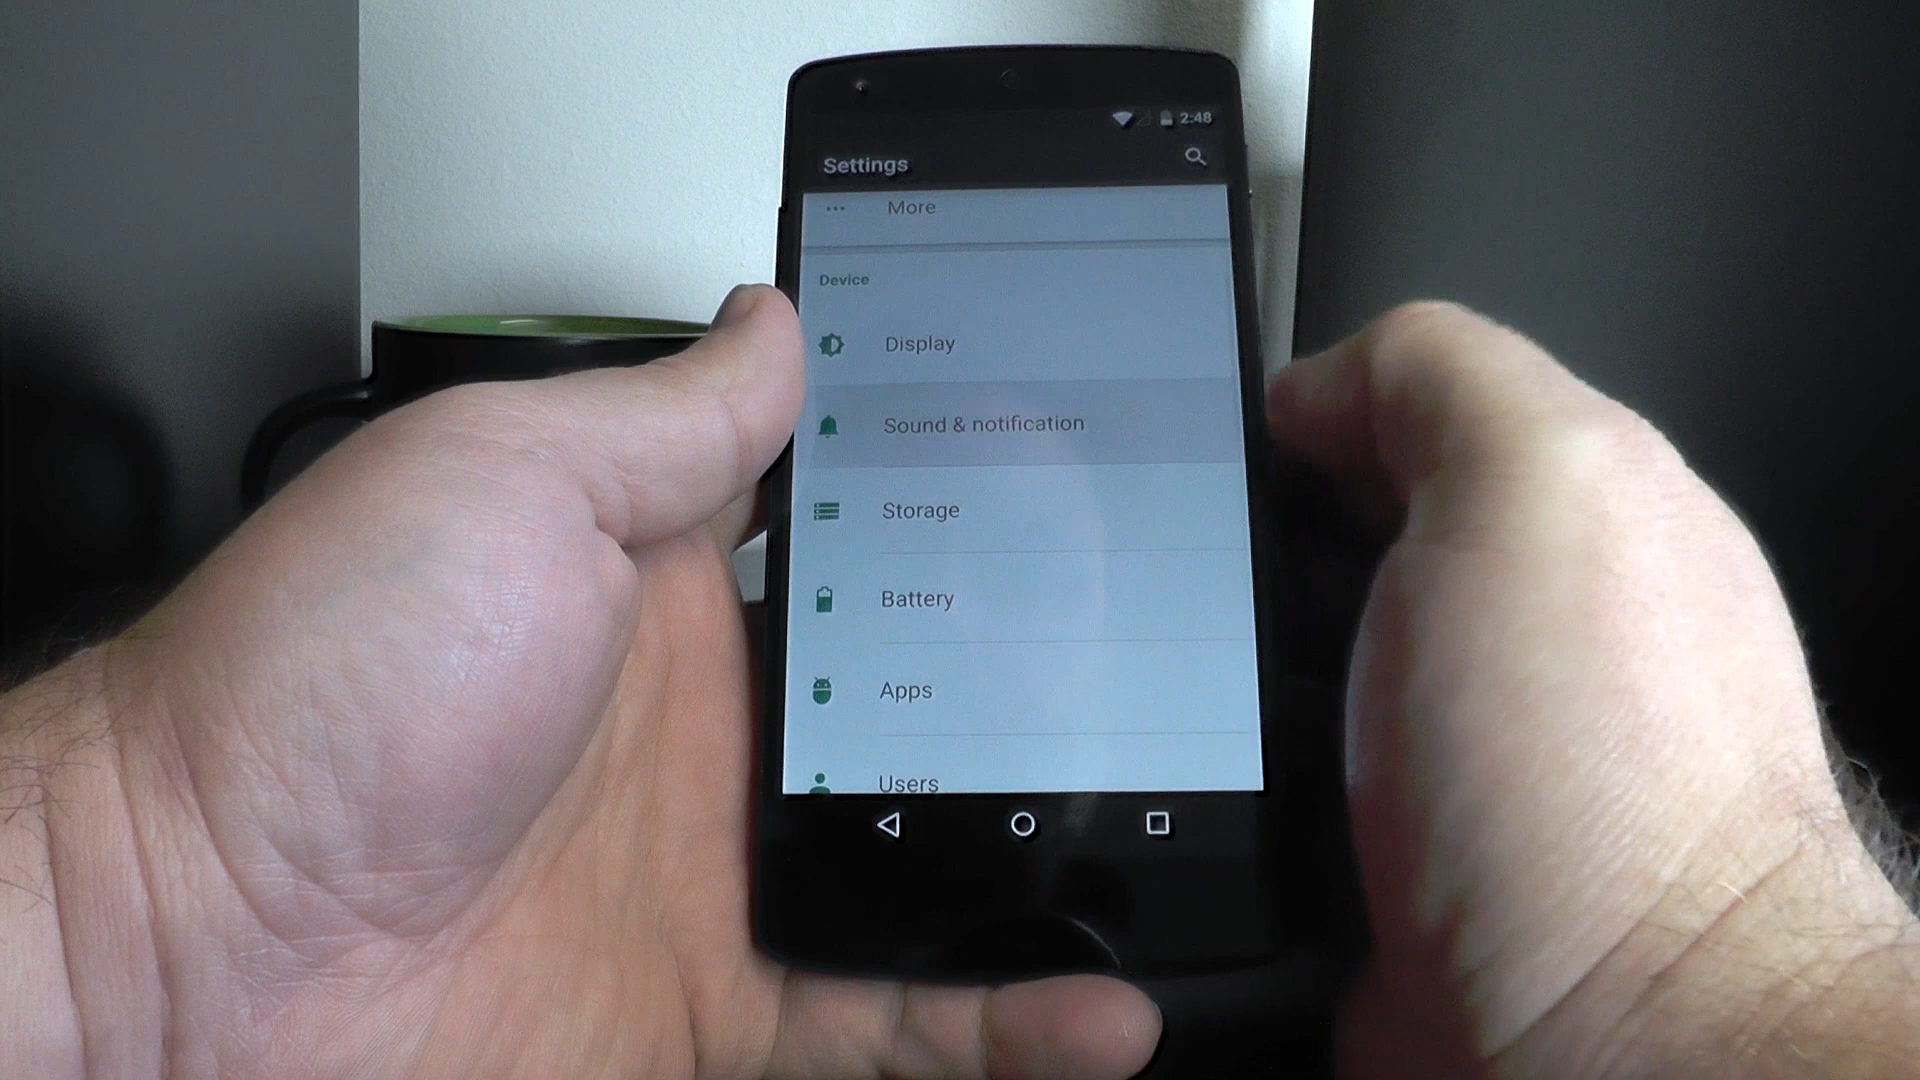 2:48
Settings
More
Device
Display
Sound & notification
Storage
Battery
Apps
Users